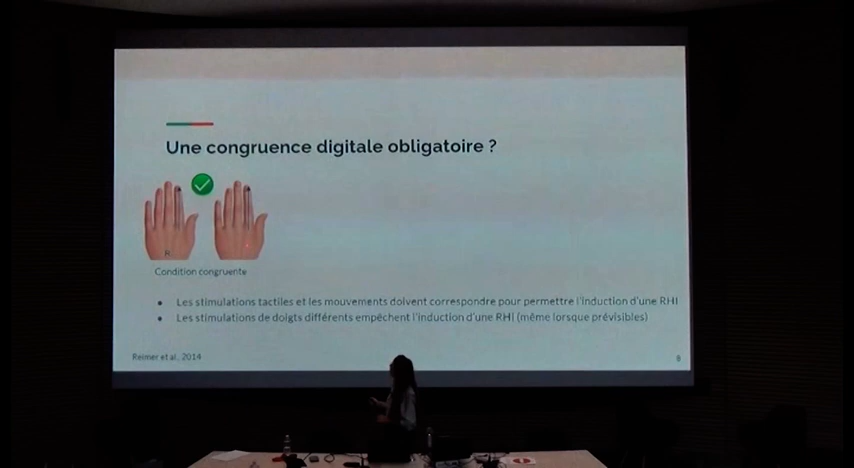 Une congruence digitale obligatoire ?
R
Condition congruente
• Les stimulations tactiles et les mouvements doivent correspondre pour permettre l'induction d'une RHI
• Les stimulations de doigts différents empêchent l'induction d'une RHI (même lorsque prévisibles)
Reimer et al., 2014
8